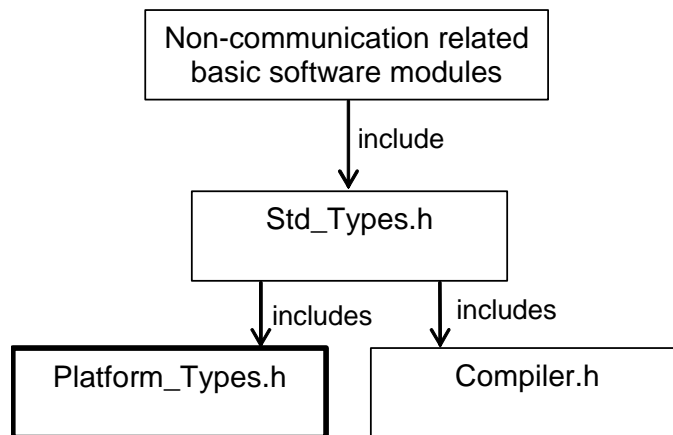 Non-communication related
basic software modules
include
Std_Types.h
includes
includes
Platform_Types.h
Compiler.h